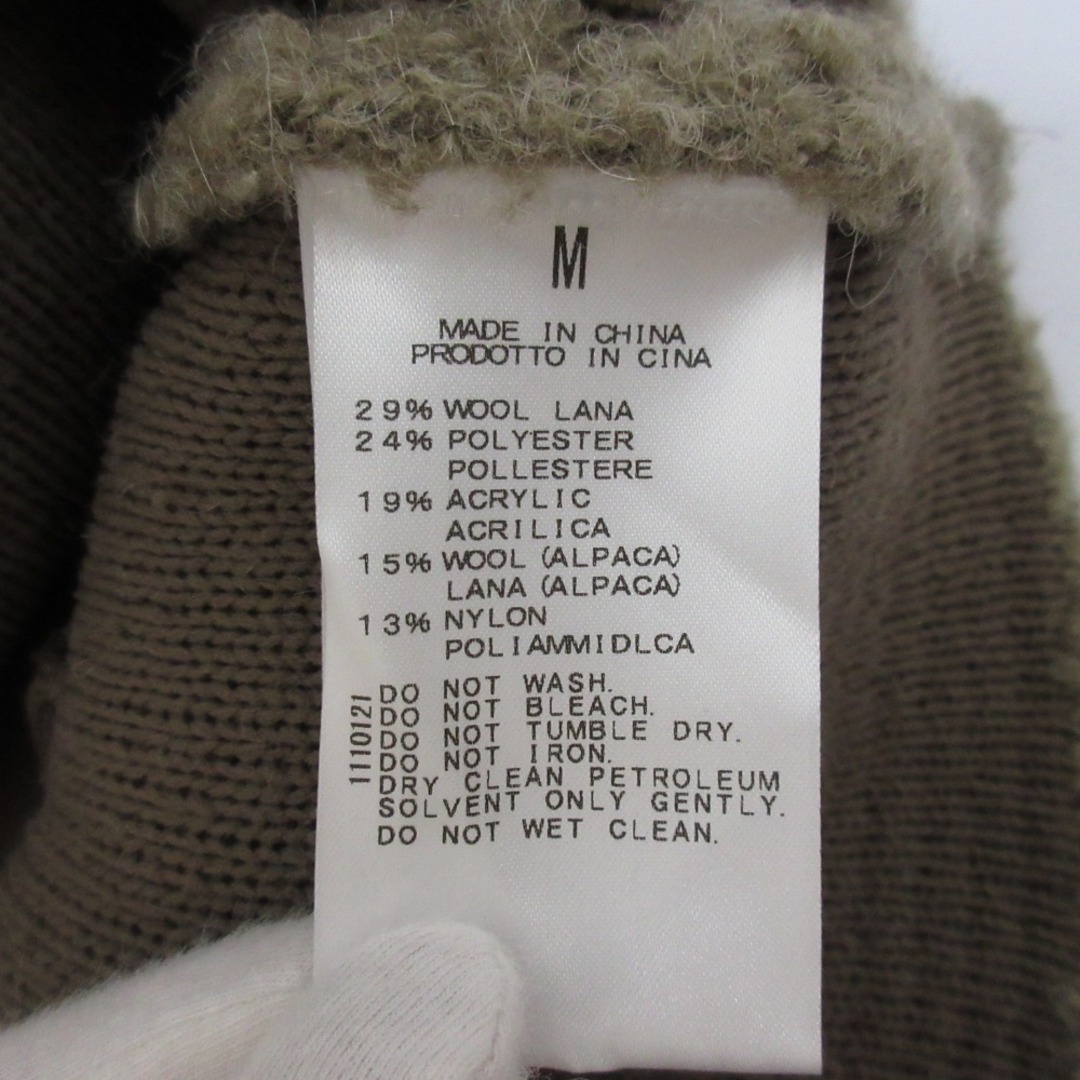 M
MADE IN CHINA
PRODOTTO IN CINA
29% WOOL LANA
24% POLYESTER
POLLESTERE
19% ACRYLIC
ACRILICA
15% WOOL (ALPACA)
LANA (ALPACA)
13% NYLON
POLIAMMIDLCA
1110121
DO NOT WASH.
DO NOT BLEACH.
DO NOT TUMBLE DRY.
DO NOT IRON.
DRY CLEAN PETROLEUM
SOLVENT ONLY GENTLY.
DO NOT WET CLEAN.